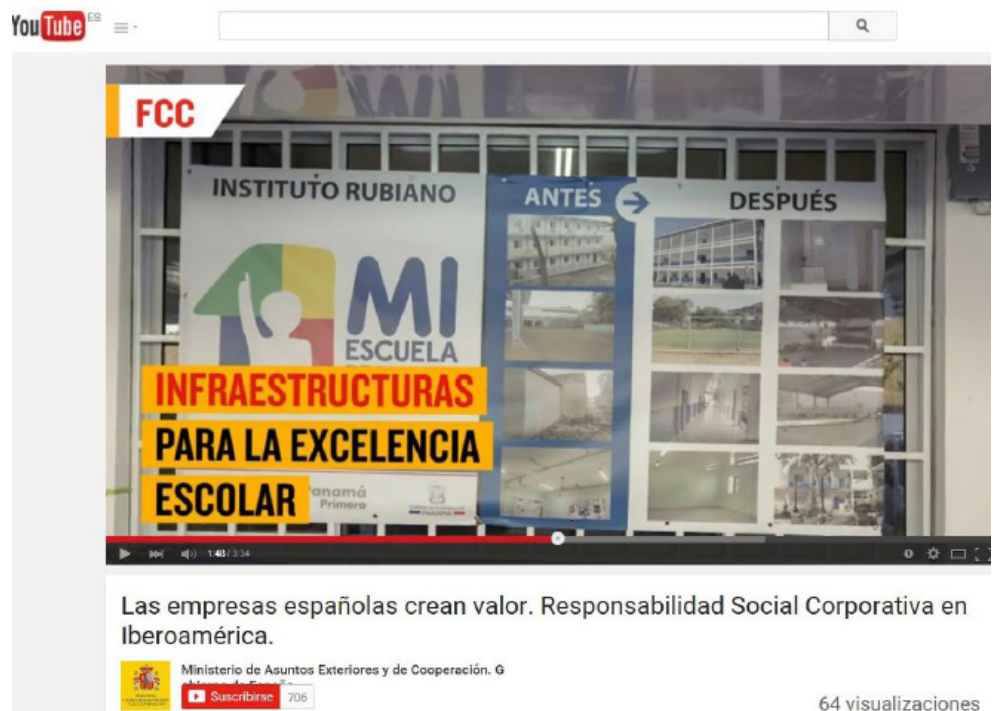 YouTube ES
FCC
INSTITUTO RUBIANO
ANTES
DESPUÉS
MI
ESCUELA
INFRAESTRUCTURAS
PARA LA EXCELENCIA
ESCOLAR
Panamá
Primero
1:48 / 3:34
Las empresas españolas crean valor. Responsabilidad Social Corporativa en
Iberoamérica.
Ministerio de Asuntos Exteriores y de Cooperación. G
Suscribirse 706
64 visualizaciones